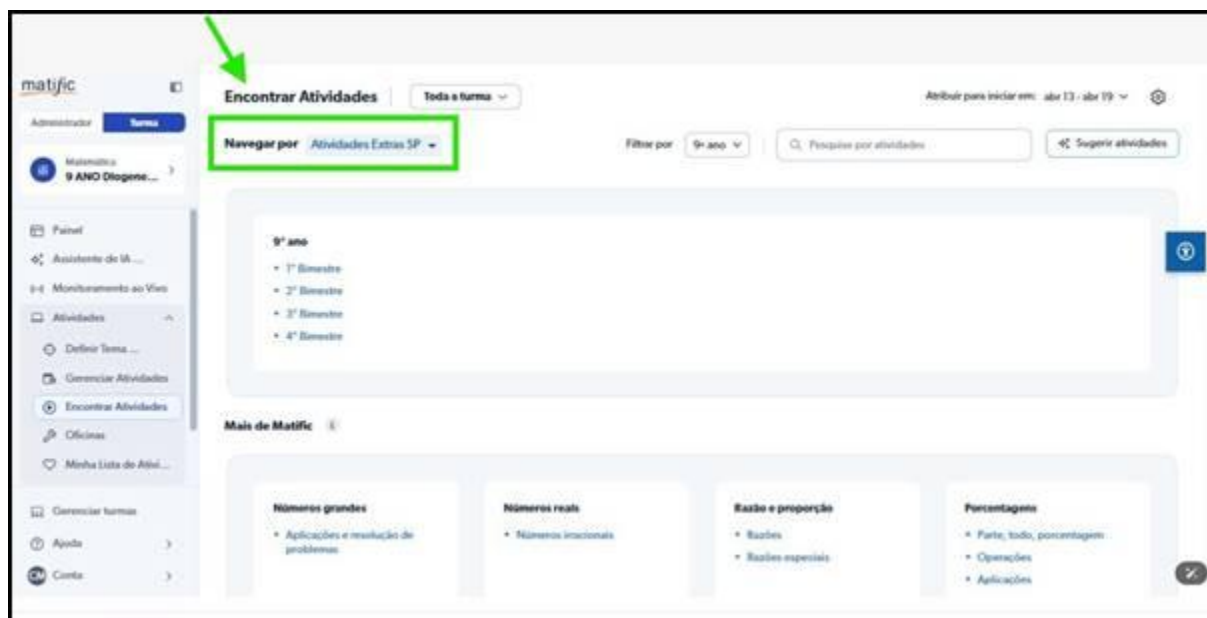 matific
Encontrar Atividades
Toda a turma
Atribuir para iniciar em: abr 13 - abr 19
Administrador
Turma
Navegar por Atividades Extras SP
Filtrar por
9º ano
Pesquise por atividades
Sugerir atividades
Matemática
9 ANO Diogene...
Painel
Assistente de IA ...
Monitoramento ao Vivo
Atividades
Definir Tema ...
Gerenciar Atividades
Encontrar Atividades
Oficinas
Minha Lista de Ativi...
Gerenciar turmas
Ajuda
CM
Conta
9º ano
• 1º Bimestre
• 2º Bimestre
• 3º Bimestre
• 4º Bimestre
Mais de Matific
i
Números grandes
• Aplicações e resolução de
problemas
Números reais
• Números irracionais
Razão e proporção
• Razões
• Razões especiais
Porcentagens
• Parte, todo, porcentagem
• Operações
• Aplicações